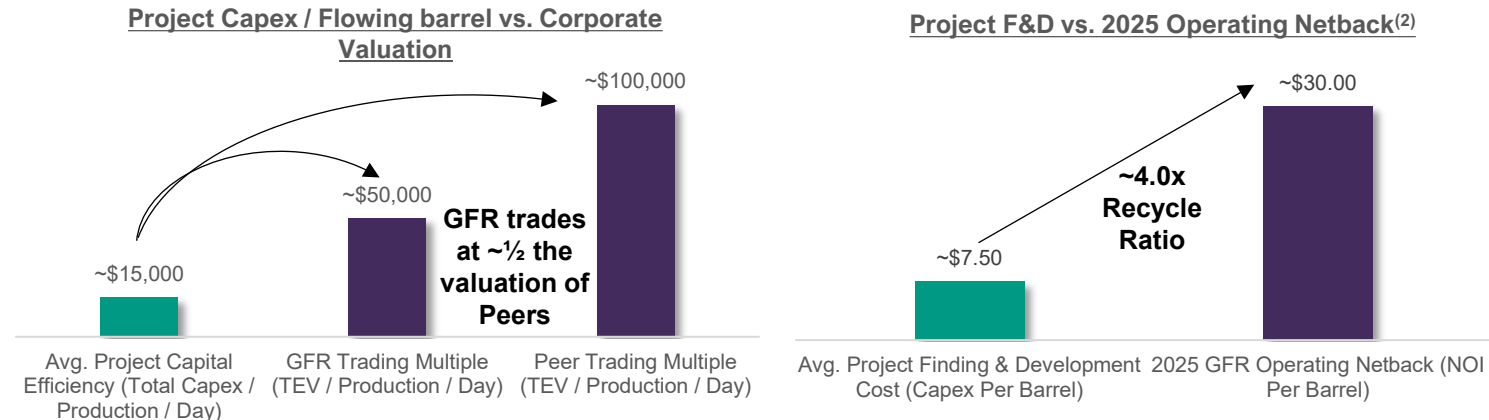 Project Capex / Flowing barrel vs. Corporate
Valuation
~$100,000
~$50,000
~$15,000
GFR trades
at ~½ the
valuation of
Peers
Avg. Project Capital
Efficiency (Total Capex /
Production / Day)
GFR Trading Multiple
(TEV / Production / Day)
Peer Trading Multiple
(TEV / Production / Day)
Project F&D vs. 2025 Operating Netback(2)
~$30.00
~4.0x
Recycle
Ratio
~$7.50
Avg. Project Finding & Development
Cost (Capex Per Barrel)
2025 GFR Operating Netback (NOI
Per Barrel)